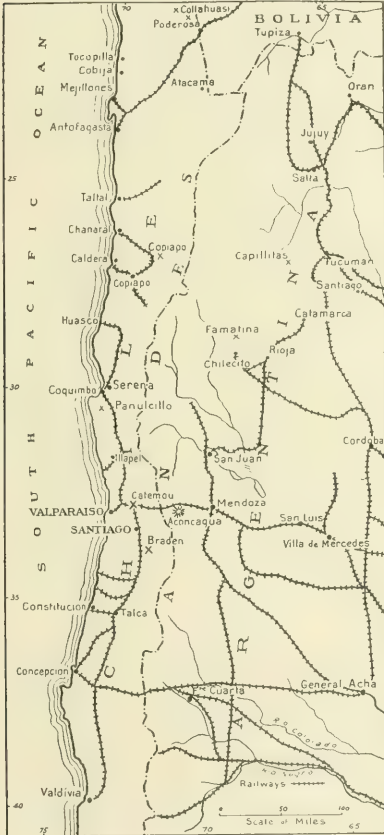 70
65
Collahuasi
Poderosa
BOLIVIA
Tupiza
Tocopilla
Cobija
Mejillones
Atacama
Oran
Antofagasta
Jujuy
Salta
25
Taltal
Chanaral
Copiapo
Caldera
Copiapo
Capillitas
Tucuman
Santiago
Catamarca
Huasco
Famatina
Rioja
Chilecito
30
Coquimbo
Serena
Panulcillo
Cordoba
Illapel
San Juan
Catemou
VALPARAISO
Aconcaqua
Mendoza
San Luis
SANTIAGO
Villa de Mercedes
Braden
35
Constitucion
Talca
Concepcion
Cuarta
General Acha
Rio Colorado
Rio Negro
Railways
Valdivia
40
0 50 100
Scale of Miles
75
70
65
SOUTH PACIFIC OCEAN
CHILE
ANDES
ARGENTINA